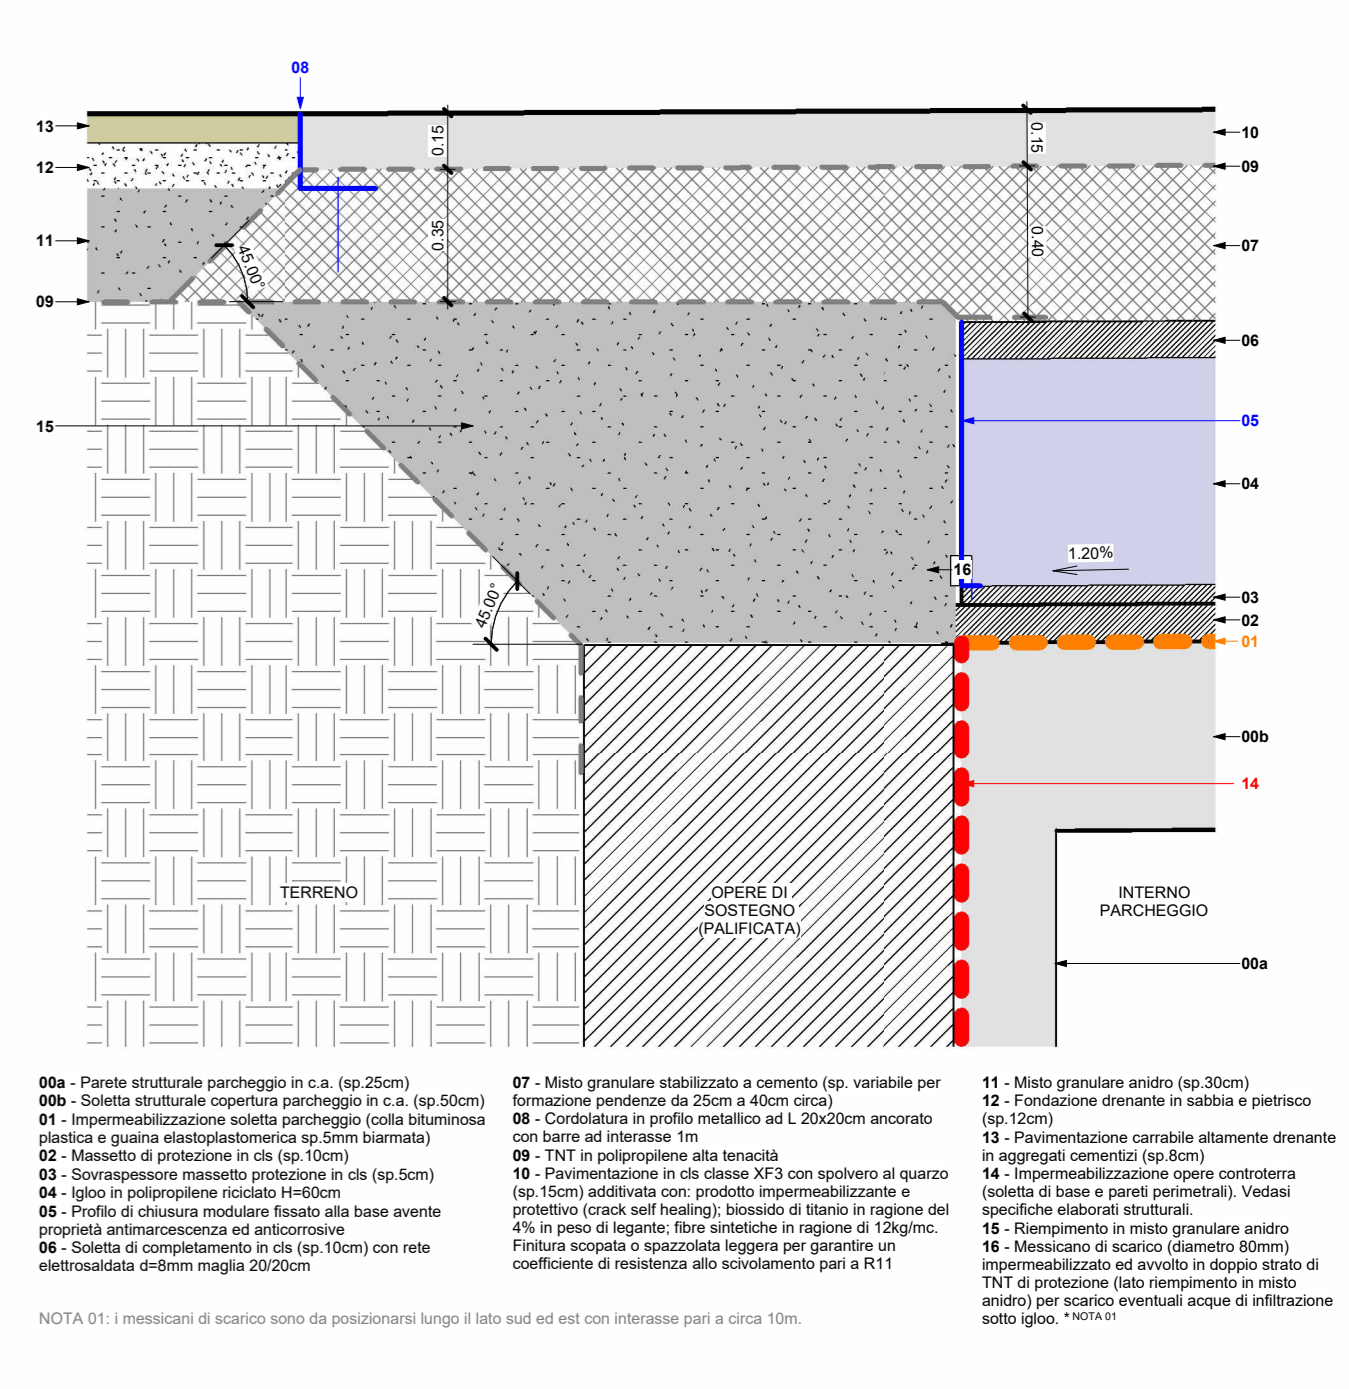 08
13
12
11
09
15
0.15
0.35
45.00°
45.00°
0.15
0.40
10
09
07
06
05
04
16
1.20%
03
02
01
00b
14
00a
TERRENO
OPERE DI
SOSTEGNO
(PALIFICATA)
INTERNO
PARCHEGGIO
00a - Parete strutturale parcheggio in c.a. (sp.25cm)
00b - Soletta strutturale copertura parcheggio in c.a. (sp.50cm)
01 - Impermeabilizzazione soletta parcheggio (colla bituminosa
plastica e guaina elastoplastomerica sp.5mm biarmata)
02 - Massetto di protezione in cls (sp.10cm)
03 - Sovraspessore massetto protezione in cls (sp.5cm)
04 - Igloo in polipropilene riciclato H=60cm
05 - Profilo di chiusura modulare fissato alla base avente
proprietà antimarcescenza ed anticorrosive
06 - Soletta di completamento in cls (sp.10cm) con rete
elettrosaldata d=8mm maglia 20/20cm
07 - Misto granulare stabilizzato a cemento (sp. variabile per
formazione pendenze da 25cm a 40cm circa)
08 - Cordolatura in profilo metallico ad L 20x20cm ancorato
con barre ad interasse 1m
09 - TNT in polipropilene alta tenacità
10 - Pavimentazione in cls classe XF3 con spolvero al quarzo
(sp.15cm) additivata con: prodotto impermeabilizzante e
protettivo (crack self healing); biossido di titanio in ragione del
4% in peso di legante; fibre sintetiche in ragione di 12kg/mc.
Finitura scopata o spazzolata leggera per garantire un
coefficiente di resistenza allo scivolamento pari a R11
11 - Misto granulare anidro (sp.30cm)
12 - Fondazione drenante in sabbia e pietrisco
(sp.12cm)
13 - Pavimentazione carrabile altamente drenante
in aggregati cementizi (sp.8cm)
14 - Impermeabilizzazione opere controterra
(soletta di base e pareti perimetrali). Vedasi
specifiche elaborati strutturali.
15 - Riempimento in misto granulare anidro
16 - Messicano di scarico (diametro 80mm)
impermeabilizzato ed avvolto in doppio strato di
TNT di protezione (lato riempimento in misto
anidro) per scarico eventuali acque di infiltrazione
sotto igloo. * NOTA 01
NOTA 01: i messicani di scarico sono da posizionarsi lungo il lato sud ed est con interasse pari a circa 10m.